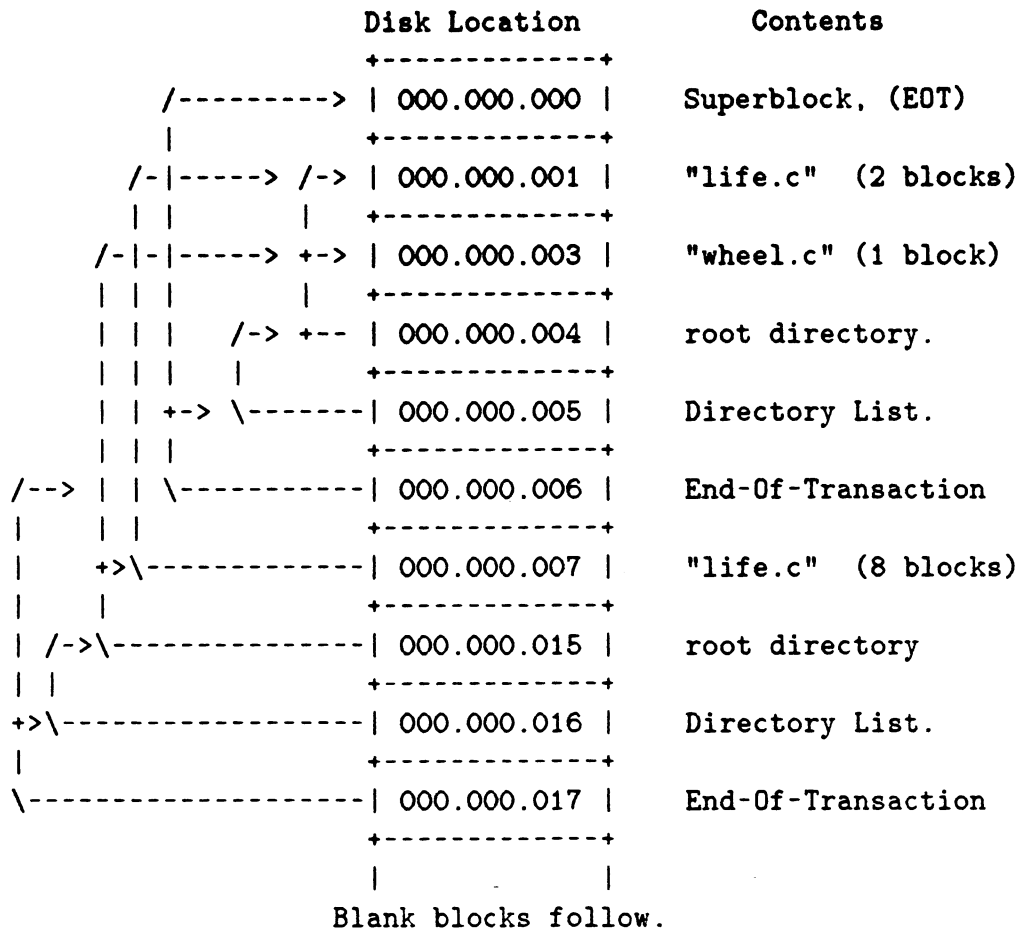 Disk Location Contents
+-------------+
/---------> | 000.000.000 | Superblock, (EOT)
| +-------------+
/-|-----> /-> | 000.000.001 | "life.c" (2 blocks)
| | | +-------------+
/-|-|-----> +-> | 000.000.003 | "wheel.c" (1 block)
| | | | +-------------+
| | | /-> +-- | 000.000.004 | root directory.
| | | | +-------------+
| | +-> \-------| 000.000.005 | Directory List.
| | | +-------------+
/--> | | \-----------| 000.000.006 | End-Of-Transaction
| | | +-------------+
| +>\-------------| 000.000.007 | "life.c" (8 blocks)
| | +-------------+
| /->\---------------| 000.000.015 | root directory
| | +-------------+
+>\------------------| 000.000.016 | Directory List.
| +-------------+
\--------------------| 000.000.017 | End-Of-Transaction
+-------------+
| |
Blank blocks follow.